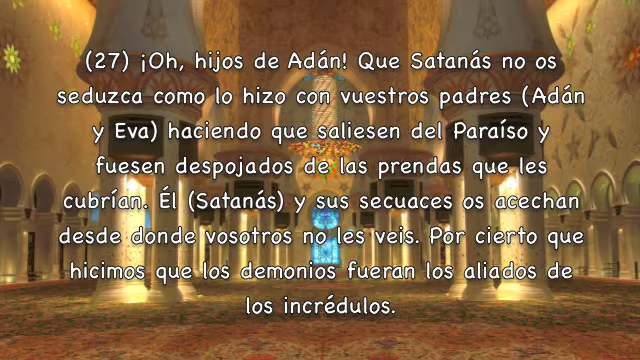 (27) ¡Oh, hijos de Adán! Que Satanás no os
seduzca como lo hizo con vuestros padres (Adán
y Eva) haciendo que saliesen del Paraíso y
fuesen despojados de las prendas que les
cubrían. Él (Satanás) y sus secuaces os acechan
desde donde vosotros no les veis. Por cierto que
hicimos que los demonios fueran los aliados de
los incrédulos.